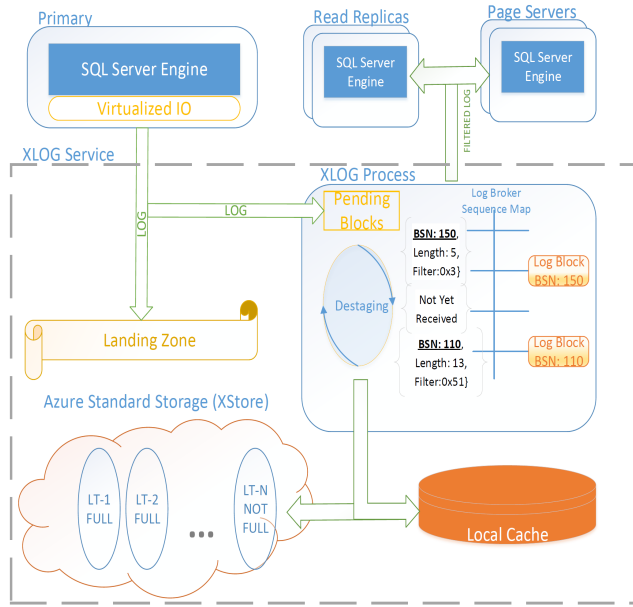 Primary
SQL Server Engine
Virtualized IO
Read Replicas
SQL Server
Engine
Page Servers
SQL Server
Engine
FILTERED LOG
XLOG Service
LOG
LOG
XLOG Process
Pending
Blocks
Log Broker
Sequence Map
BSN: 150,
Length: 5,
Filter:0x3}
Log Block
BSN: 150
Destaging
Not Yet
Received
BSN: 110,
Length: 13,
Filter:0x51}
Log Block
BSN: 110
Landing Zone
Azure Standard Storage (XStore)
LT-1
FULL
LT-2
FULL
...
LT-N
NOT
FULL
Local Cache